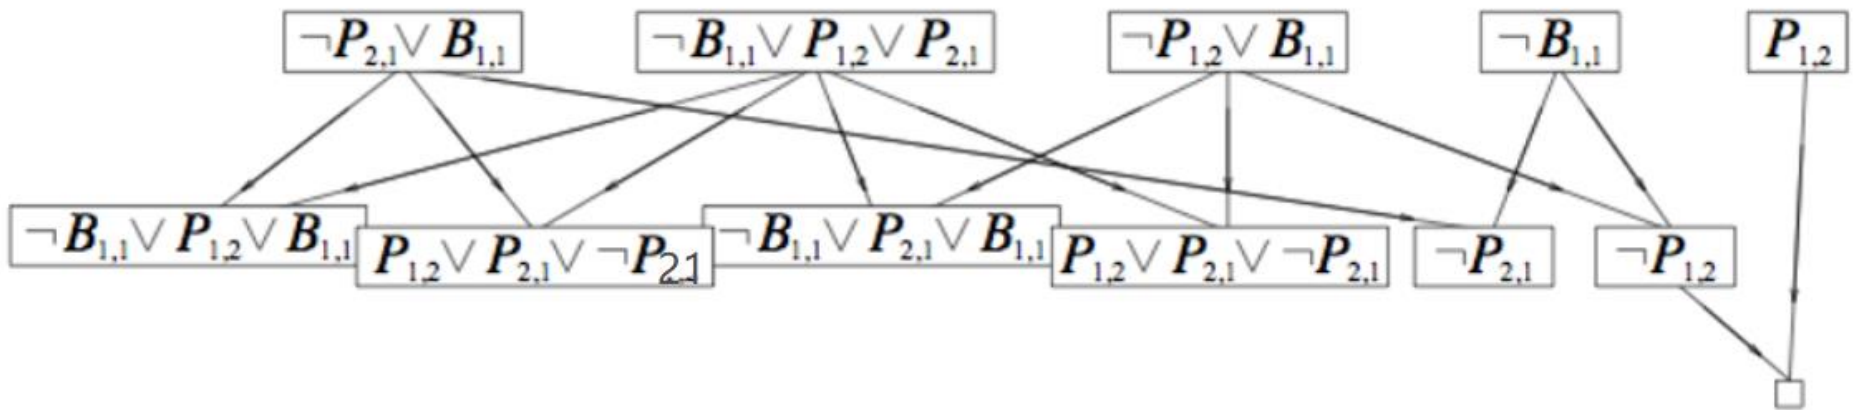 ¬P₂,₁ ∨ B₁,₁ ¬B₁,₁ ∨ P₁,₂ ∨ P₂,₁ ¬P₁,₂ ∨ B₁,₁ ¬B₁,₁ P₁,₂
¬B₁,₁ ∨ P₁,₂ ∨ B₁,₁ P₁,₂ ∨ P₂,₁ ∨ ¬P₂,₁ ¬B₁,₁ ∨ P₂,₁ ∨ B₁,₁ P₁,₂ ∨ P₂,₁ ∨ ¬P₂,₁ ¬P₂,₁ ¬P₁,₂